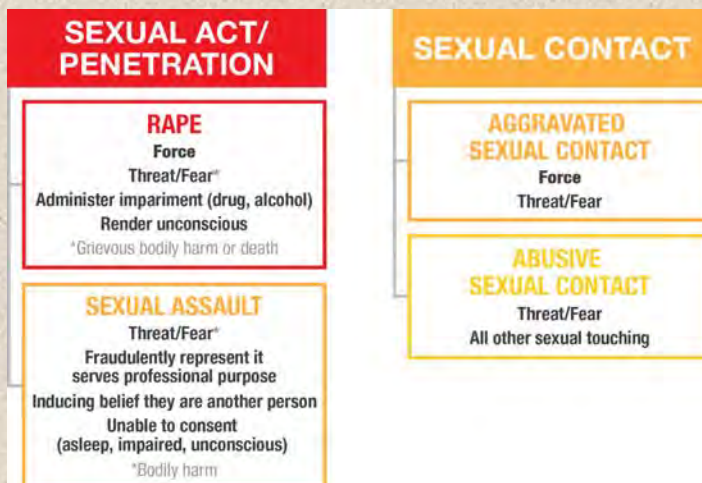 SEXUAL ACT/
PENETRATION
RAPE
Force
Threat/Fear*
Administer impariment (drug, alcohol)
Render unconscious
*Grievous bodily harm or death
SEXUAL ASSAULT
Threat/Fear*
Fraudulently represent it
serves professional purpose
Inducing belief they are another person
Unable to consent
(asleep, impaired, unconscious)
*Bodily harm
SEXUAL CONTACT
AGGRAVATED
SEXUAL CONTACT
Force
Threat/Fear
ABUSIVE
SEXUAL CONTACT
Threat/Fear
All other sexual touching